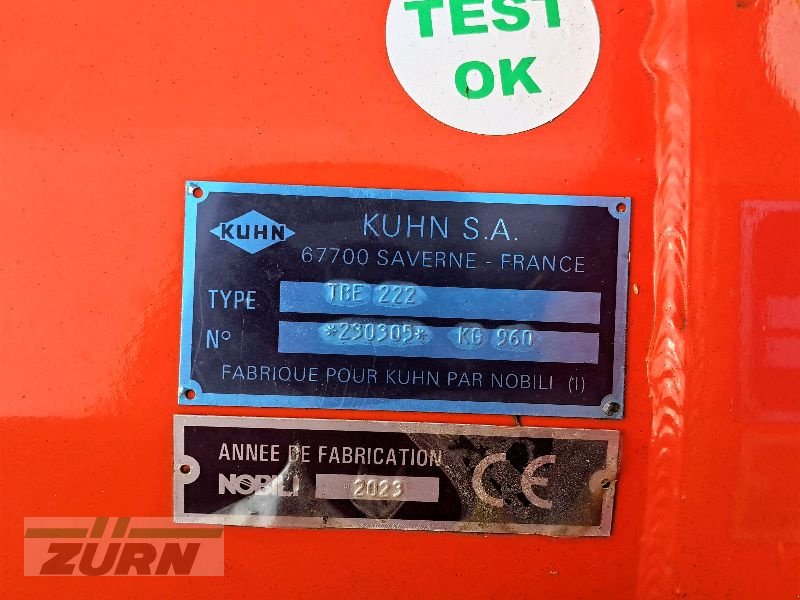 TEST
OK
KUHN
KUHN S.A.
67700 SAVERNE - FRANCE
TYPE TBE 222
N° *230305* KG 960
FABRIQUE POUR KUHN PAR NOBILI (I)
ANNEE DE FABRICATION
NOBILI 2023 CE
ZÜRN